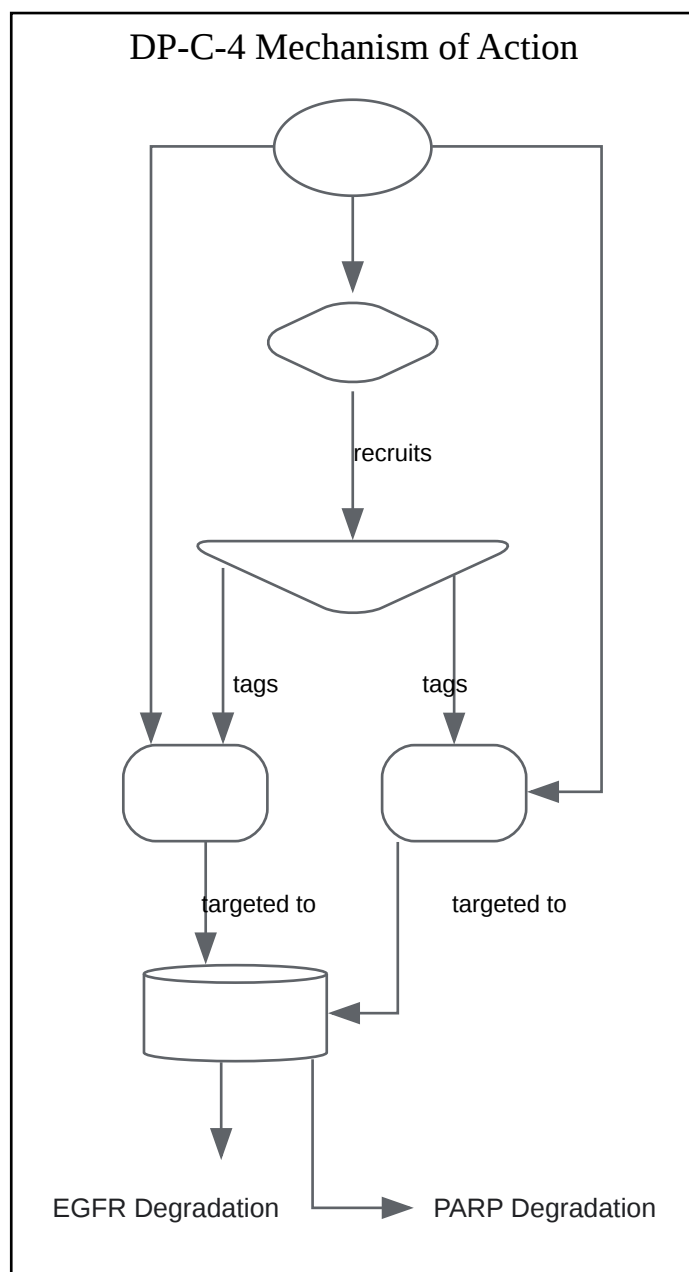 DP-C-4 Mechanism of Action
recruits
tags
tags
targeted to
targeted to
EGFR Degradation
PARP Degradation